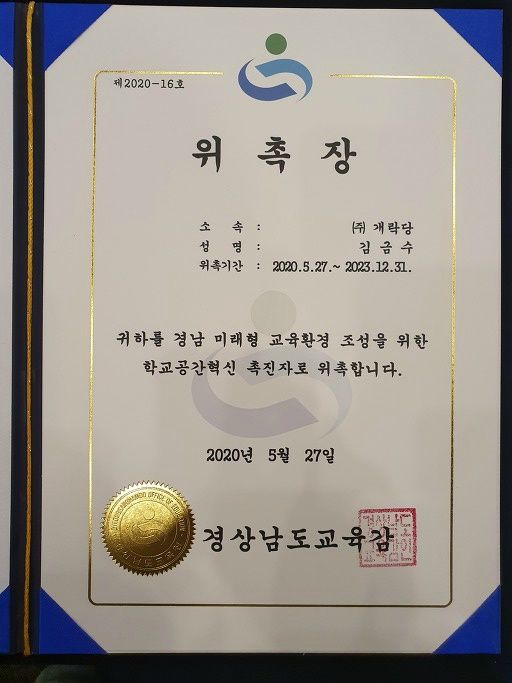 제2020-16호
위 촉 장
소 속 : ㈜ 개락당
성 명 : 김금수
위촉기간 : 2020.5.27.~ 2023.12.31.
귀하를 경남 미래형 교육환경 조성을 위한
학교공간혁신 촉진자로 위촉합니다.
2020년 5월 27일
경상남도교육감
OFFICE OF EDUCATION